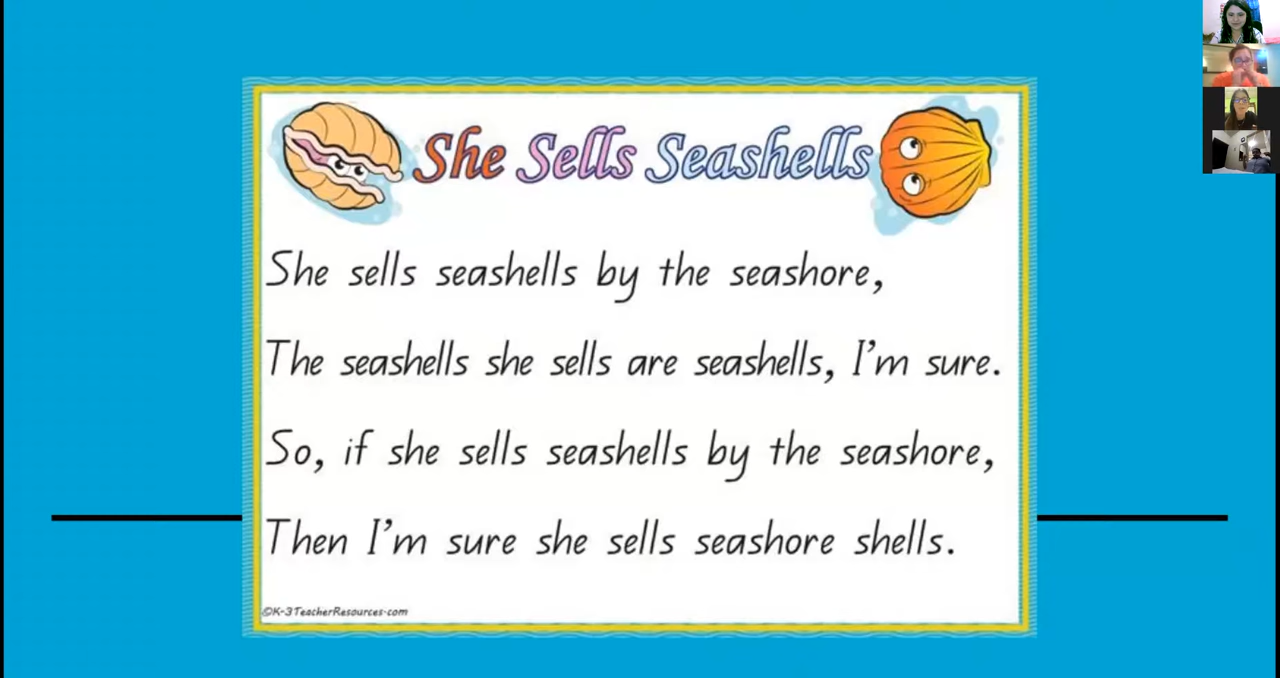 She Sells Seashells
She sells seashells by the seashore,
The seashells she sells are seashells, I'm sure.
So, if she sells seashells by the seashore,
Then I'm sure she sells seashore shells.
©K-3TeacherResources.com